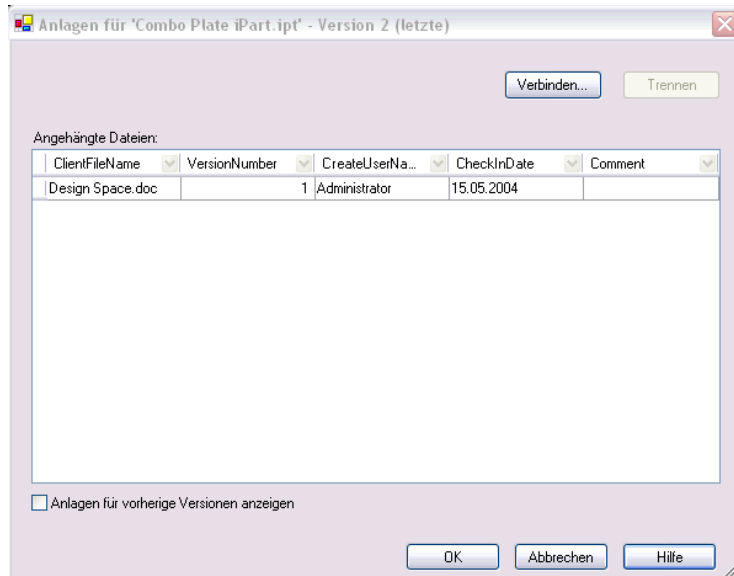 Anlagen für 'Combo Plate iPart.ipt' - Version 2 (letzte)
Verbinden... Trennen
Angehängte Dateien:
ClientFileName VersionNumber CreateUserNa... CheckInDate Comment
Design Space.doc 1 Administrator 15.05.2004
Anlagen für vorherige Versionen anzeigen
OK Abbrechen Hilfe